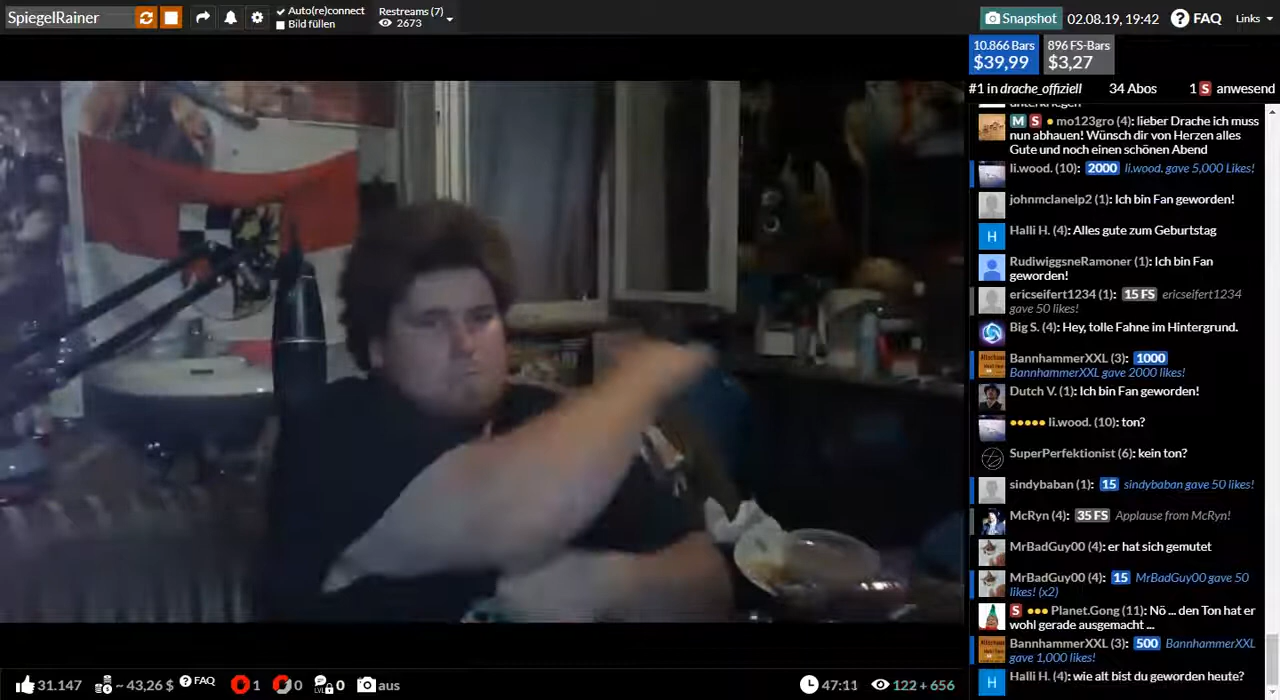 SpiegelRainer
Auto(re)connect
Bild füllen
Restreams (7)
2673
Snapshot
02.08.19, 19:42
FAQ
Links
10.866 Bars
$39,99
896 FS-Bars
$3,27
#1 in drache_offiziell
34 Abos
1 S anwesend
unterkriegen
M S mo123gro (4): lieber Drache ich muss
nun abhauen! Wünsch dir von Herzen alles
Gute und noch einen schönen Abend
li.wood. (10): 2000 li.wood. gave 5,000 Likes!
johnmclanelp2 (1): Ich bin Fan geworden!
H
Halli H. (4): Alles gute zum Geburtstag
RudiwiggsneRamoner (1): Ich bin Fan
geworden!
ericseifert1234 (1): 15 FS ericseifert1234
gave 50 likes!
Big S. (4): Hey, tolle Fahne im Hintergrund.
BannhammerXXL (3): 1000
BannhammerXXL gave 2000 likes!
Dutch V. (1): Ich bin Fan geworden!
li.wood. (10): ton?
SuperPerfektionist (6): kein ton?
sindybaban (1): 15 sindybaban gave 50 likes!
McRyn (4): 35 FS Applause from McRyn!
MrBadGuy00 (4): er hat sich gemutet
MrBadGuy00 (4): 15 MrBadGuy00 gave 50
likes! (x2)
S Planet.Gong (11): Nö ... den Ton hat er
wohl gerade ausgemacht ...
BannhammerXXL (3): 500 BannhammerXXL
gave 1,000 likes!
H
Halli H. (4): wie alt bist du geworden heute?
31.147
~ 43,26 $
FAQ
1
0
LVL
0
aus
47:11
122 + 656